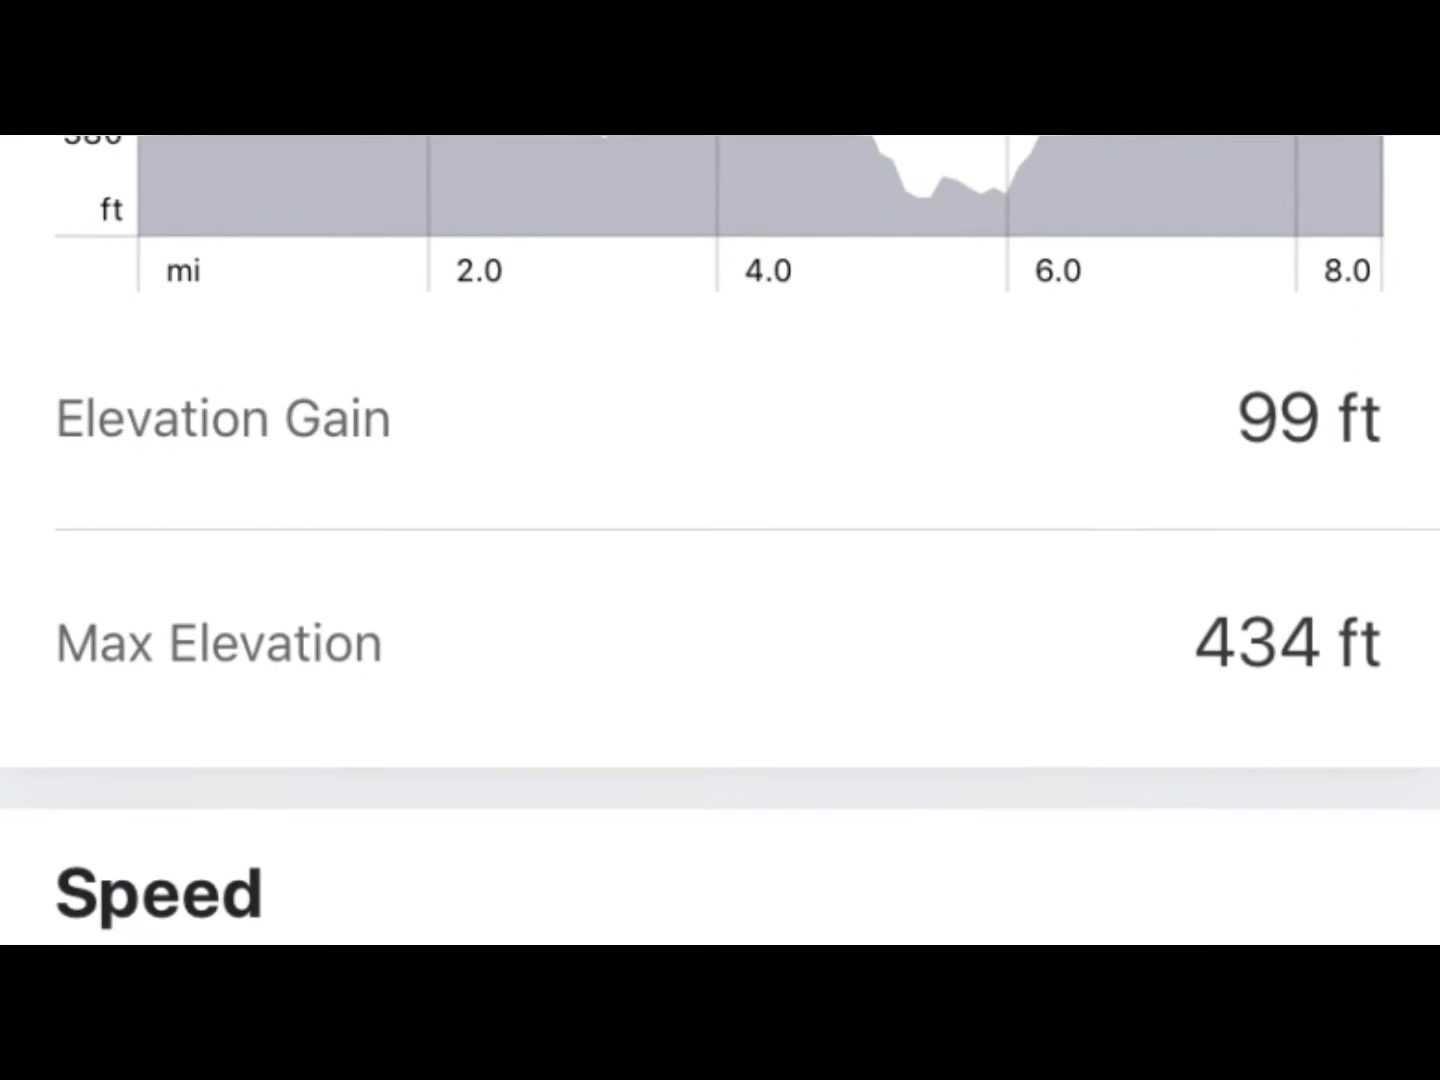 ft
mi 2.0 4.0 6.0 8.0
Elevation Gain 99 ft
Max Elevation 434 ft
Speed